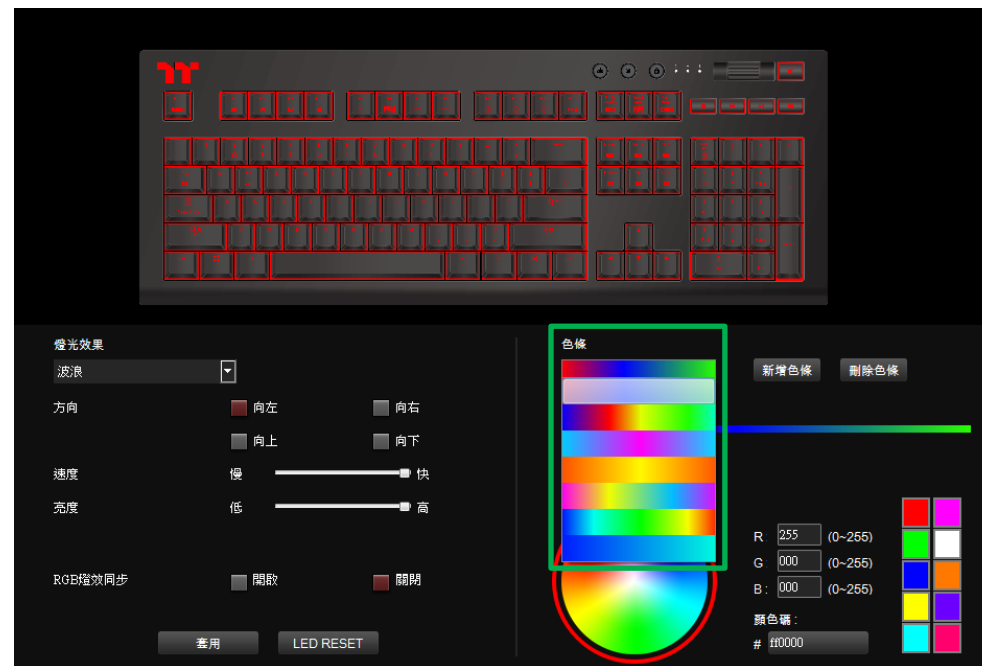 燈光效果
波浪
方向
向左
向右
向上
向下
速度
慢
快
亮度
低
高
RGB燈效同步
開啟
關閉
套用
LED RESET
色條
新增色條
刪除色條
R 255 (0~255)
G 000 (0~255)
B : 000 (0~255)
顏色碼 :
# ff0000